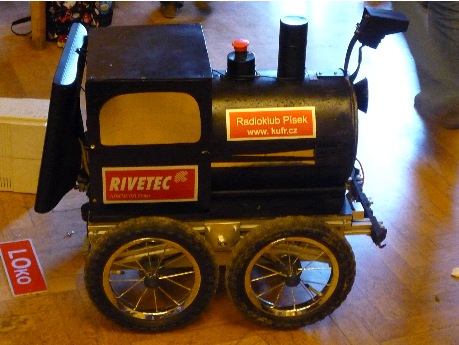 Radioklub Písek
www. kufr.cz
RIVETEC
LOKO